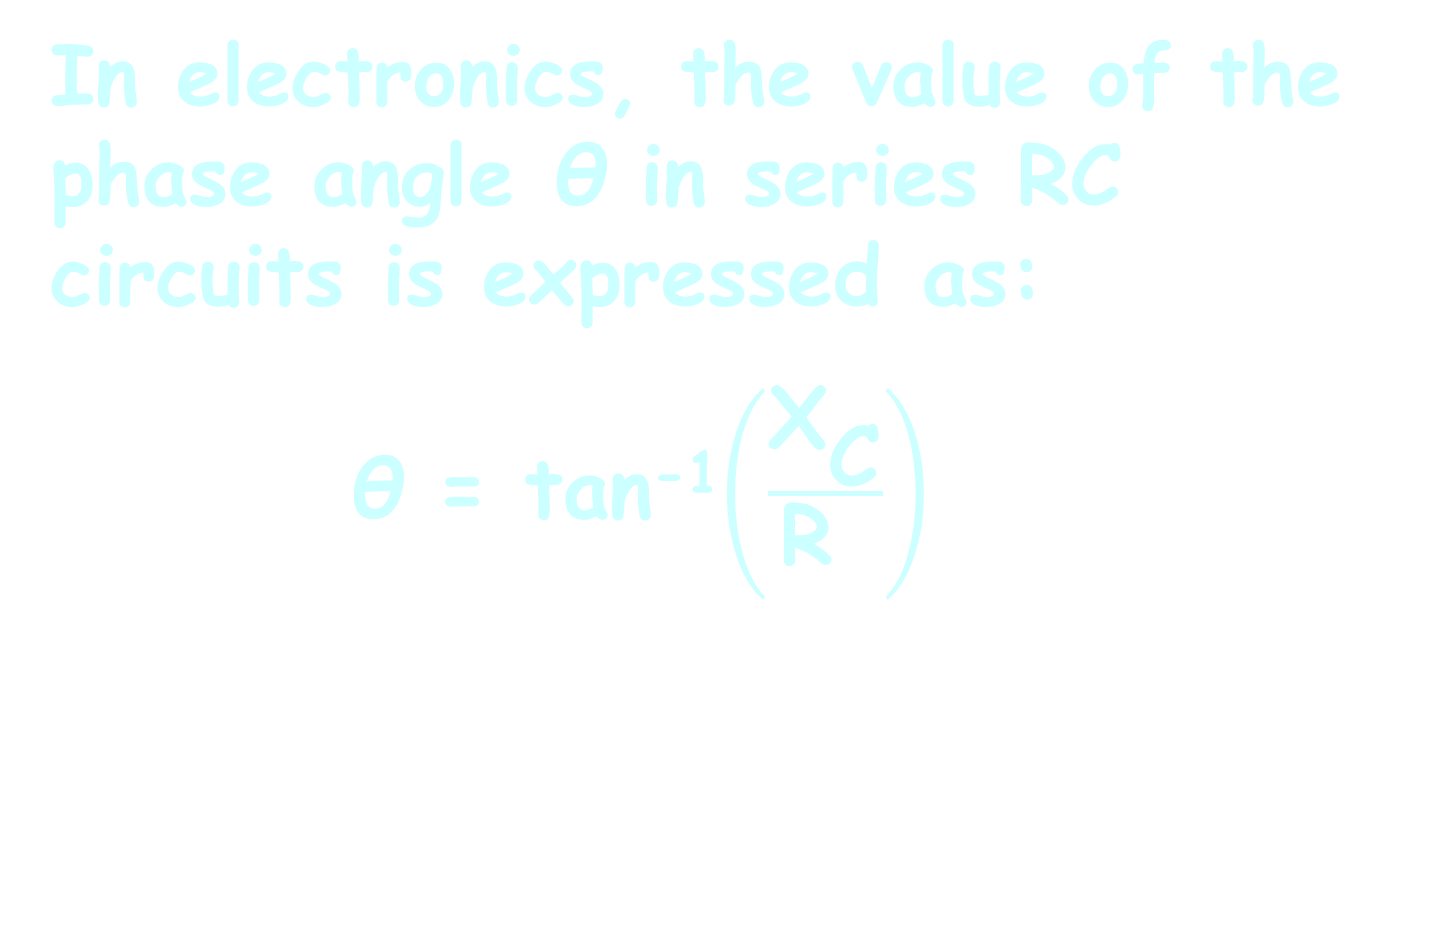 In electronics, the value of the
phase angle θ in series RC
circuits is expressed as:
θ = tan⁻¹(X_C/R)